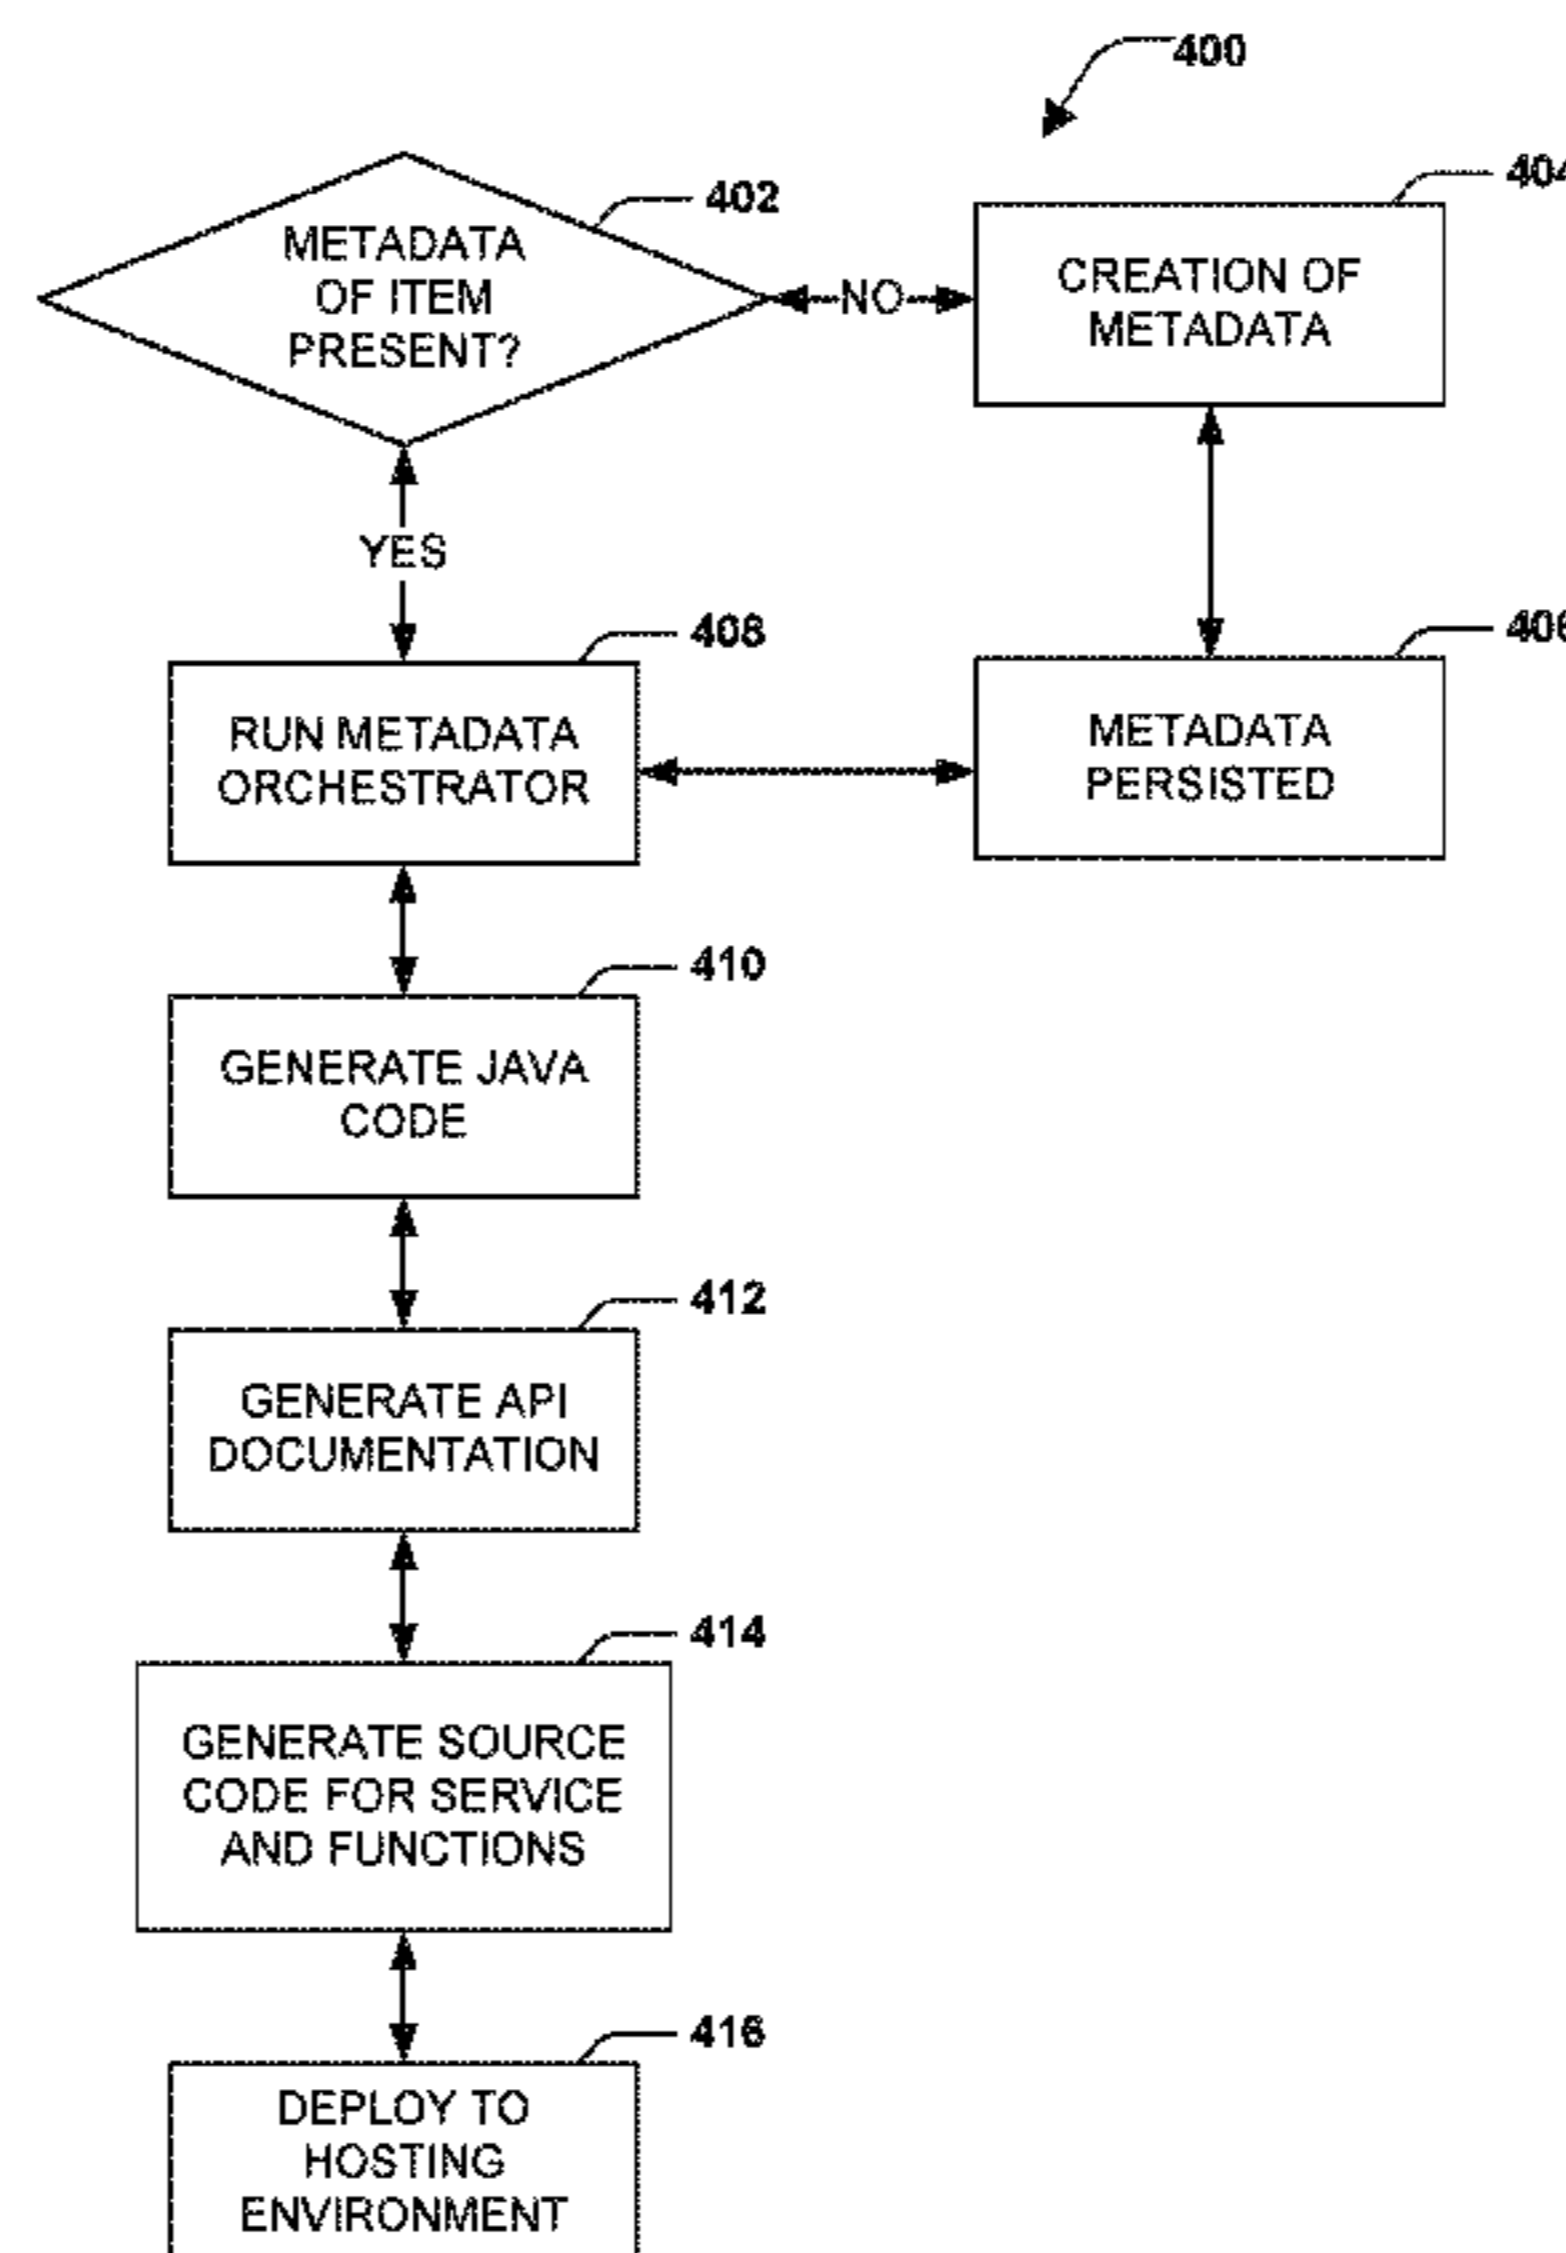 400
402
METADATA
OF ITEM
PRESENT?
NO
404
CREATION OF
METADATA
YES
408
RUN METADATA
ORCHESTRATOR
406
METADATA
PERSISTED
410
GENERATE JAVA
CODE
412
GENERATE API
DOCUMENTATION
414
GENERATE SOURCE
CODE FOR SERVICE
AND FUNCTIONS
416
DEPLOY TO
HOSTING
ENVIRONMENT